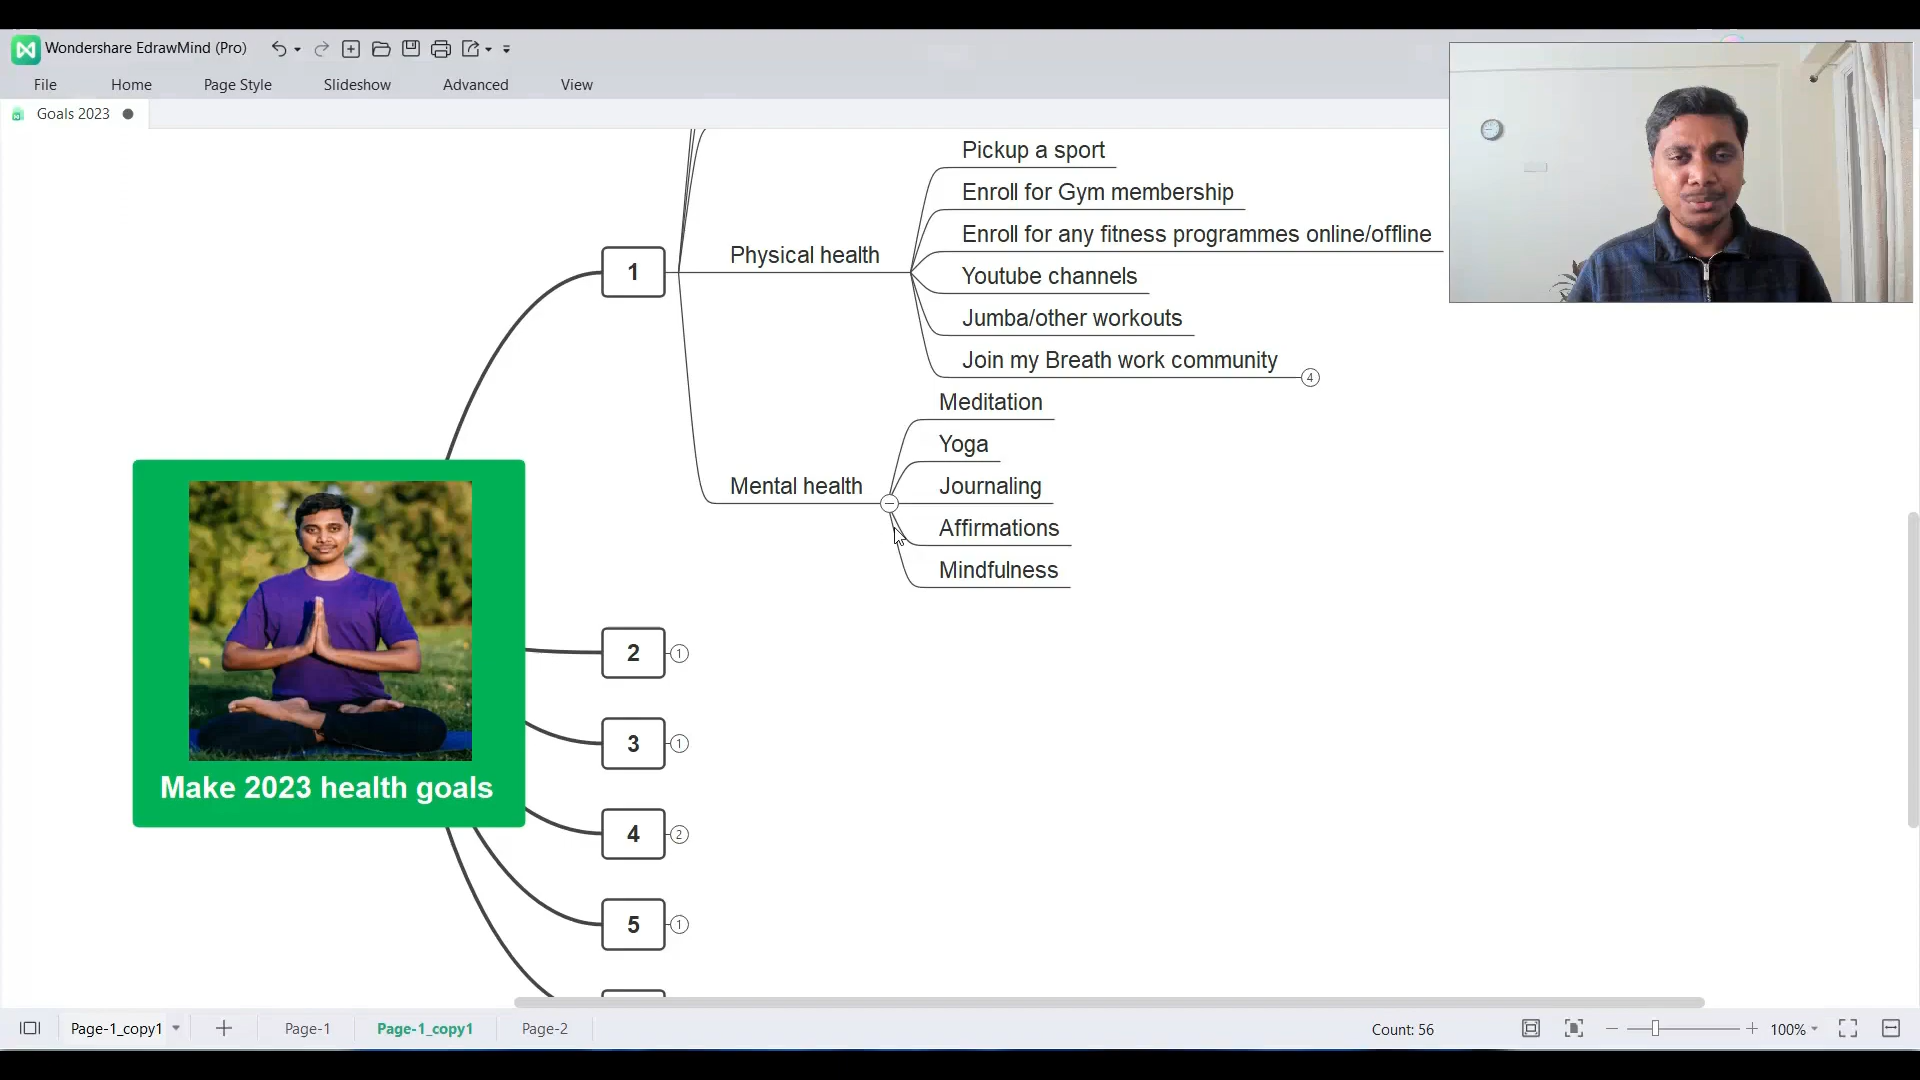 Wondershare EdrawMind (Pro)
File Home Page Style Slideshow Advanced View
Goals 2023
Pickup a sport
Enroll for Gym membership
Enroll for any fitness programmes online/offline
Youtube channels
Jumba/other workouts
Join my Breath work community
4
Physical health
1
Meditation
Yoga
Journaling
Affirmations
Mindfulness
Mental health
Make 2023 health goals
2
1
3
1
4
2
5
1
Page-1_copy1 Page-1 Page-1_copy1 Page-2 Count: 56 100%